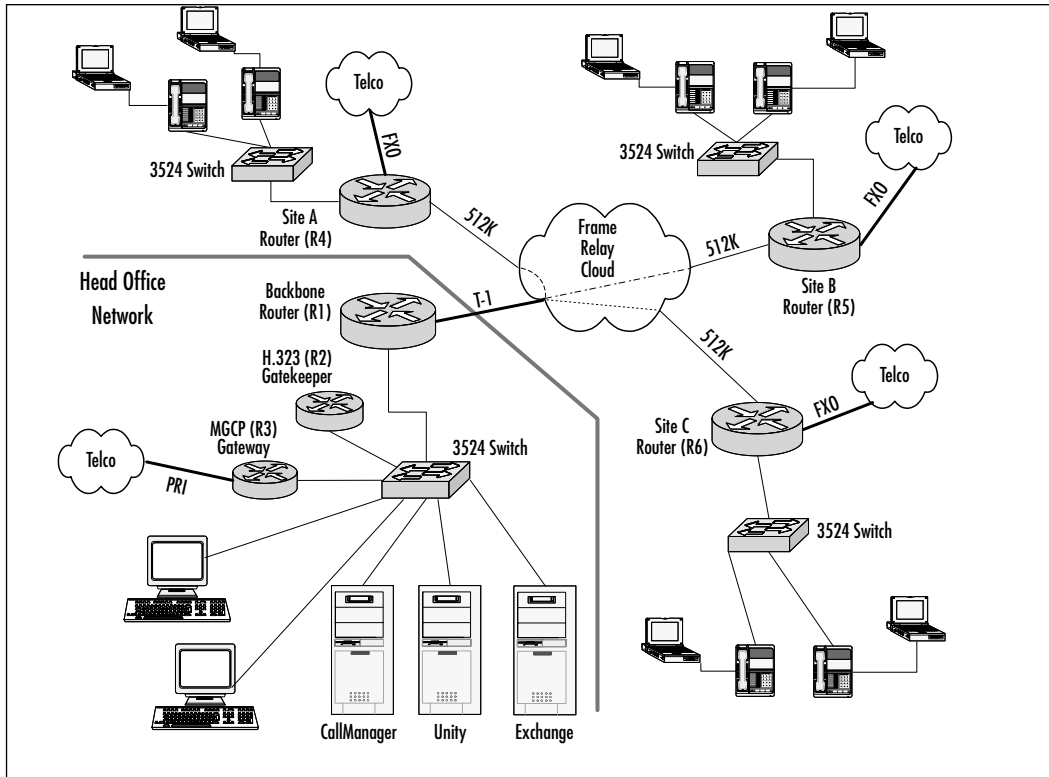 Telco
FXO
3524 Switch
Site A
Router (R4)
512K
Frame
Relay
Cloud
3524 Switch
Telco
FXO
512K
Site B
Router (R5)
Head Office
Network
Backbone
Router (R1)
T-1
H.323 (R2)
Gatekeeper
MGCP (R3)
Gateway
Telco
PRI
3524 Switch
512K
Site C
Router (R6)
FXO
Telco
3524 Switch
CallManager
Unity
Exchange